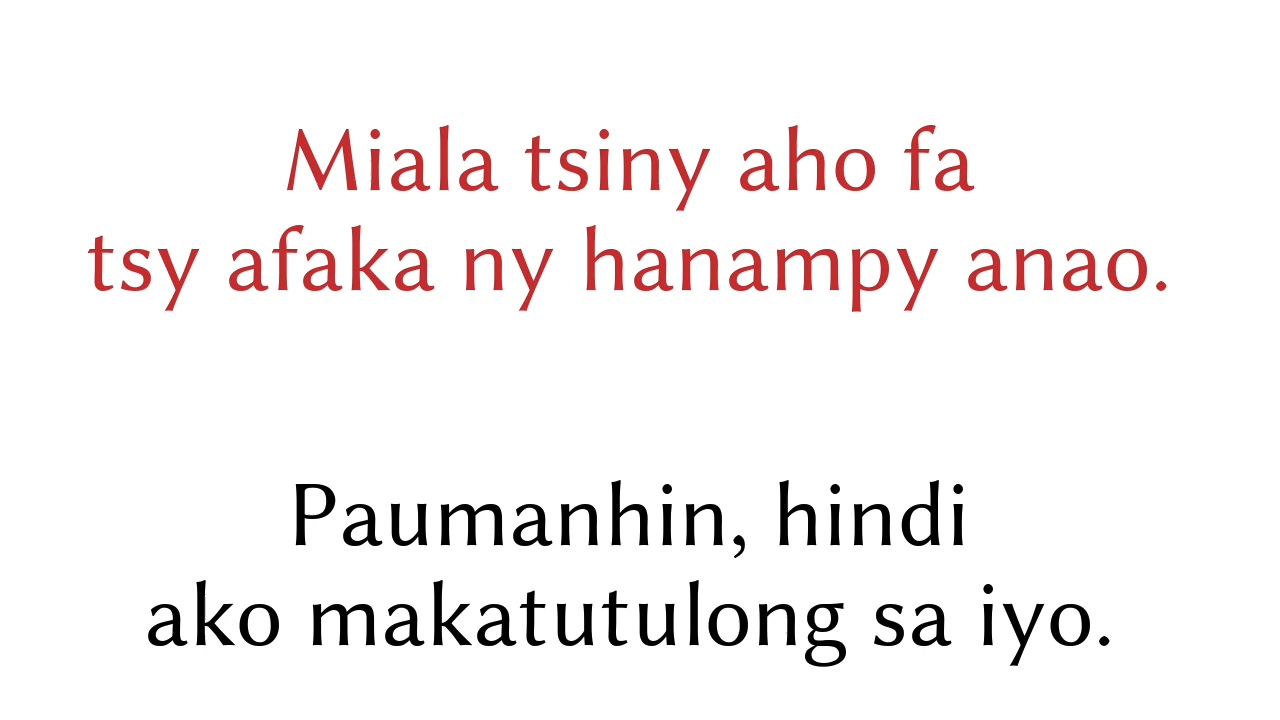 Miala tsiny aho fa
tsy afaka ny hanampy anao.
Paumanhin, hindi
ako makatutulong sa iyo.